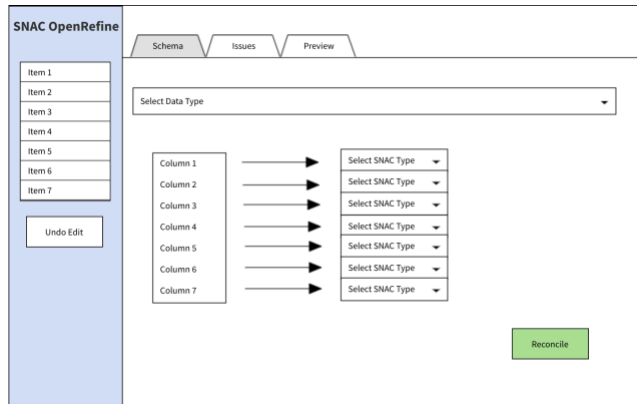 SNAC OpenRefine
Item 1
Item 2
Item 3
Item 4
Item 5
Item 6
Item 7
Undo Edit
Schema
Issues
Preview
Select Data Type
Column 1
Select SNAC Type
Column 2
Select SNAC Type
Column 3
Select SNAC Type
Column 4
Select SNAC Type
Column 5
Select SNAC Type
Column 6
Select SNAC Type
Column 7
Select SNAC Type
Reconcile